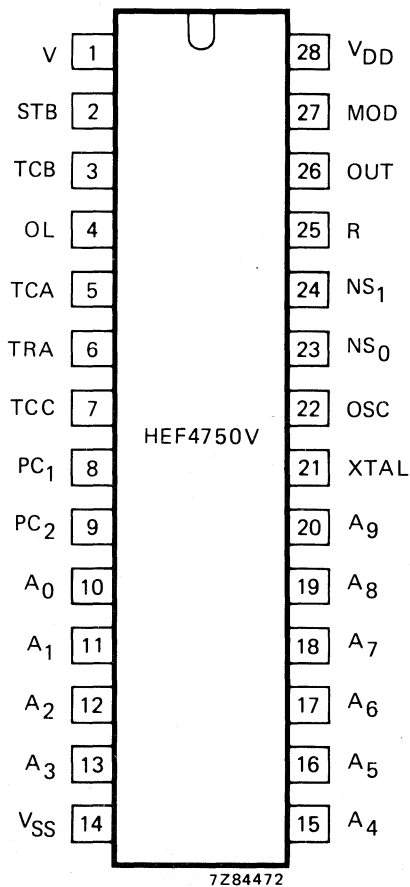 V 1 28 V_DD
STB 2 27 MOD
TCB 3 26 OUT
OL 4 25 R
TCA 5 24 NS₁
TRA 6 23 NS₀
TCC 7 22 OSC
HEF4750V
PC₁ 8 21 XTAL
PC₂ 9 20 A₉
A₀ 10 19 A₈
A₁ 11 18 A₇
A₂ 12 17 A₆
A₃ 13 16 A₅
V_SS 14 15 A₄
7Z84472